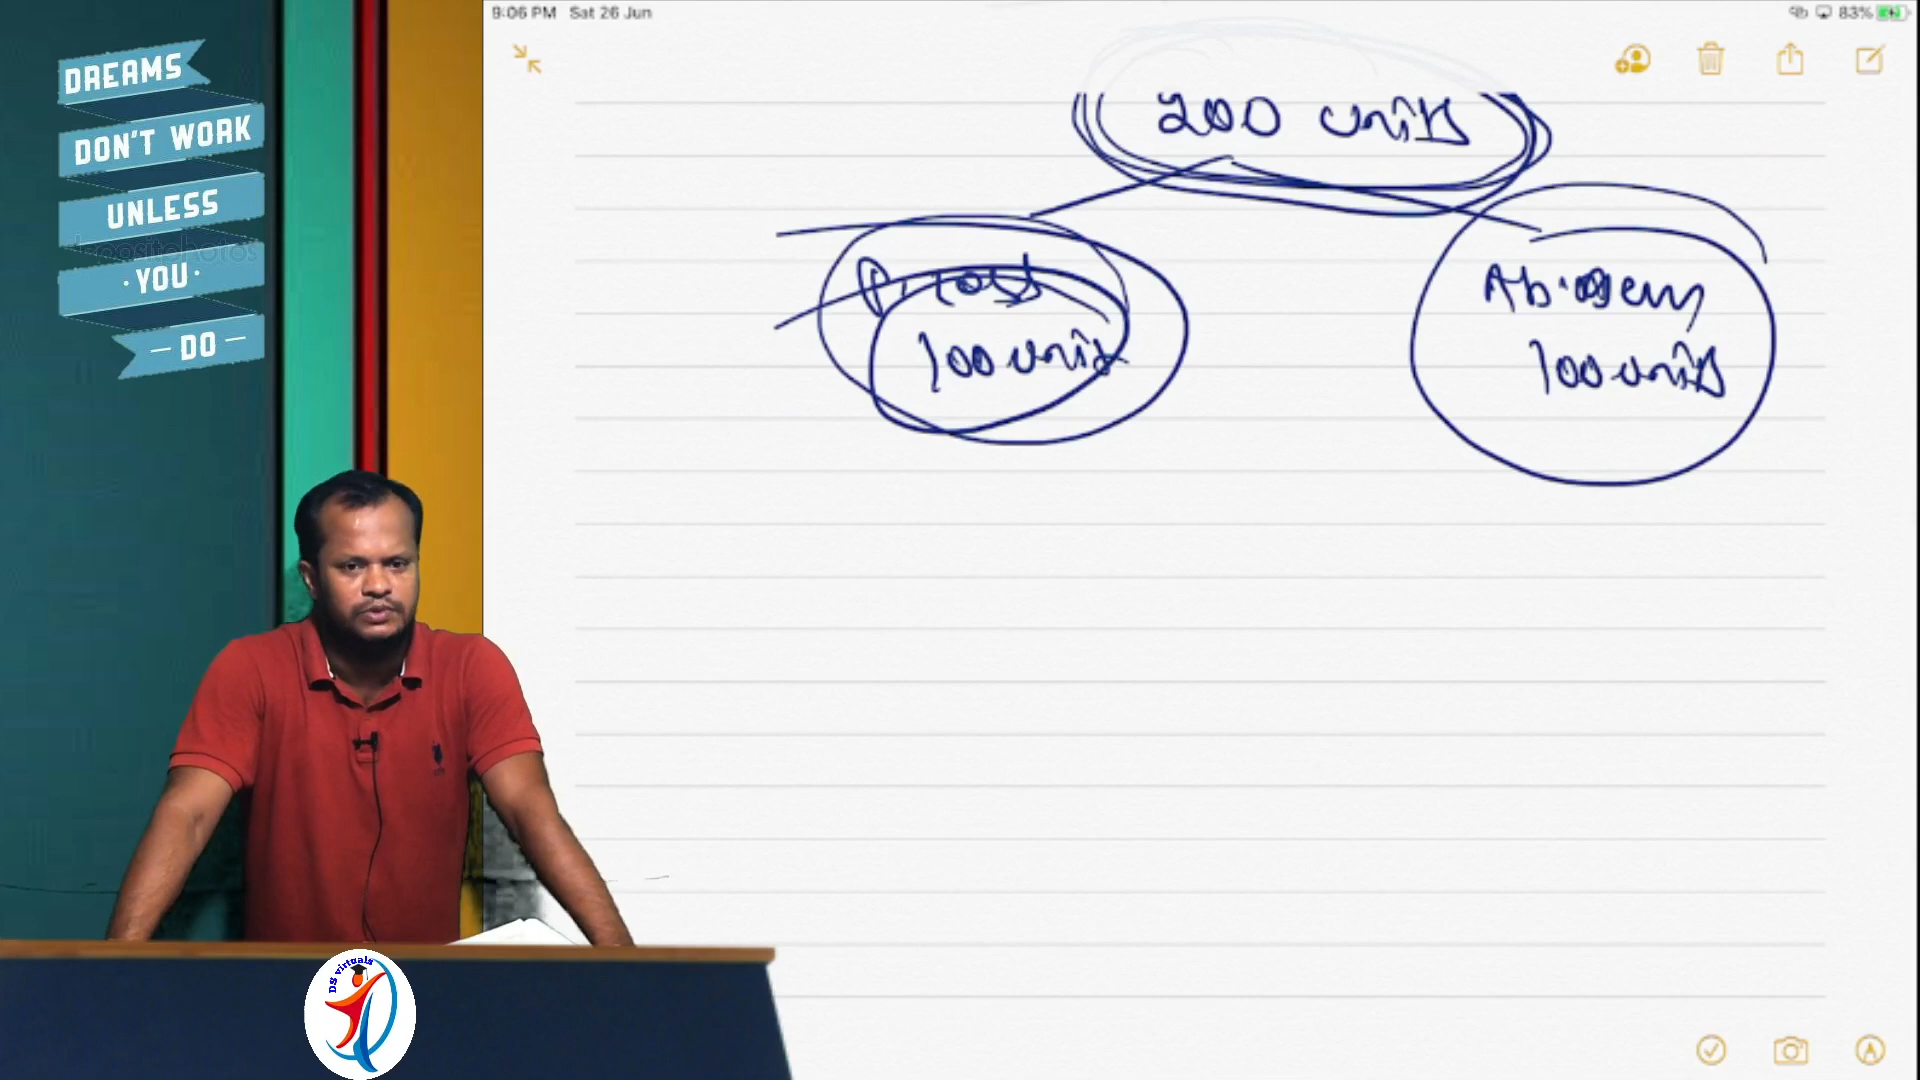 9:06 PM Sat 26 Jun
83%
DREAMS
DON'T WORK
UNLESS
· YOU ·
— DO —
depositphotos
200 units
100 units
100 units
DS virtuals